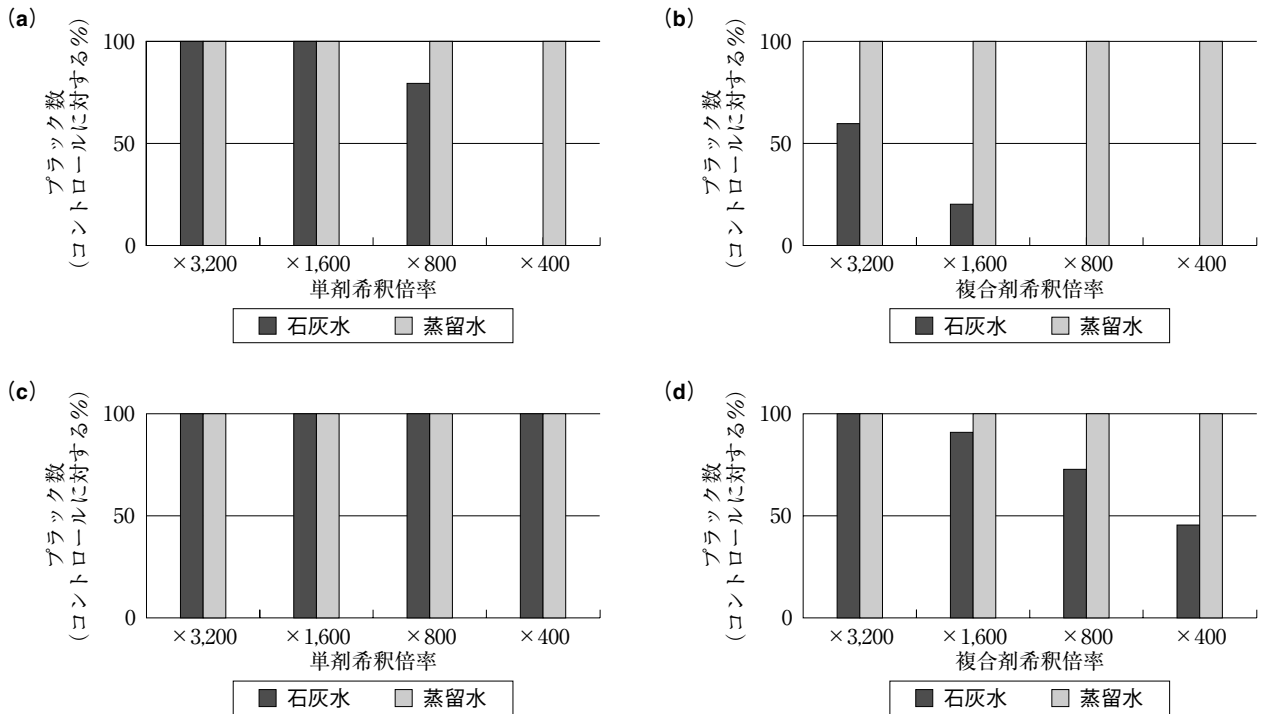 (a)
プラック数
(コントロールに対する%)
100
50
0
×3,200
×1,600
×800
×400
単剤希釈倍率
石灰水
蒸留水
(b)
プラック数
(コントロールに対する%)
100
50
0
×3,200
×1,600
×800
×400
複合剤希釈倍率
石灰水
蒸留水
(c)
プラック数
(コントロールに対する%)
100
50
0
×3,200
×1,600
×800
×400
単剤希釈倍率
石灰水
蒸留水
(d)
プラック数
(コントロールに対する%)
100
50
0
×3,200
×1,600
×800
×400
複合剤希釈倍率
石灰水
蒸留水